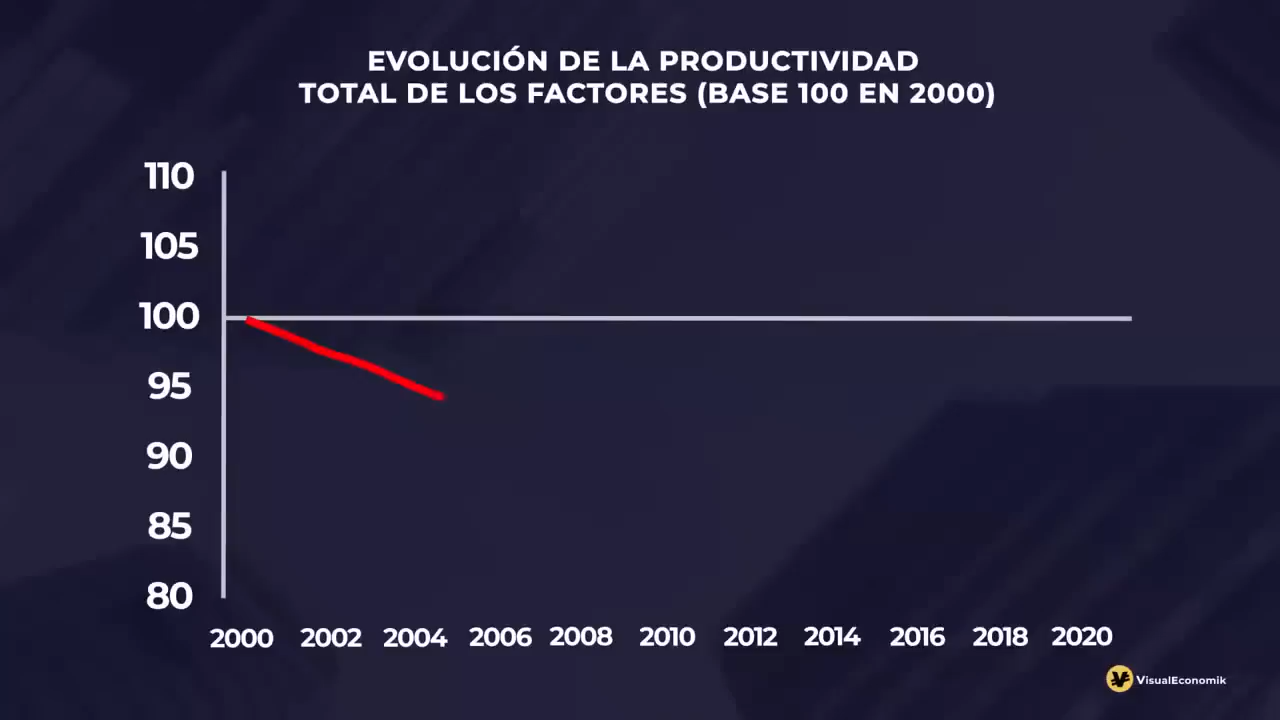 EVOLUCIÓN DE LA PRODUCTIVIDAD
TOTAL DE LOS FACTORES (BASE 100 EN 2000)
110
105
100
95
90
85
80
2000 2002 2004 2006 2008 2010 2012 2014 2016 2018 2020
VisualEconomik